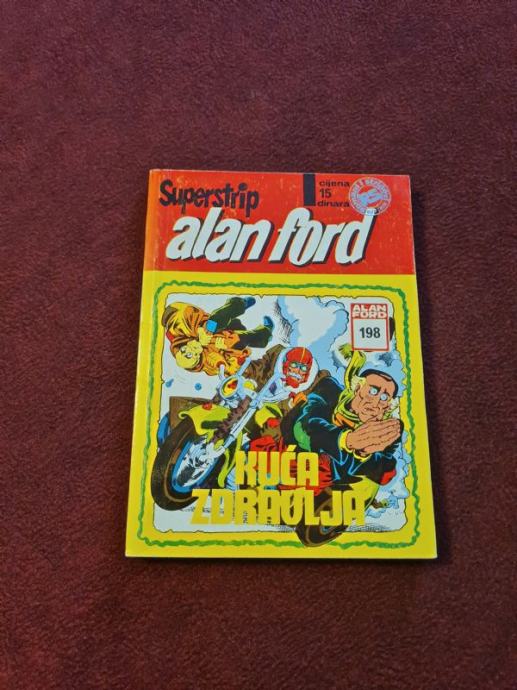 Superstrip
cijena
15
dinara
alan ford
ALAN
FORD
198
KUĆA
ZDRAVLJA